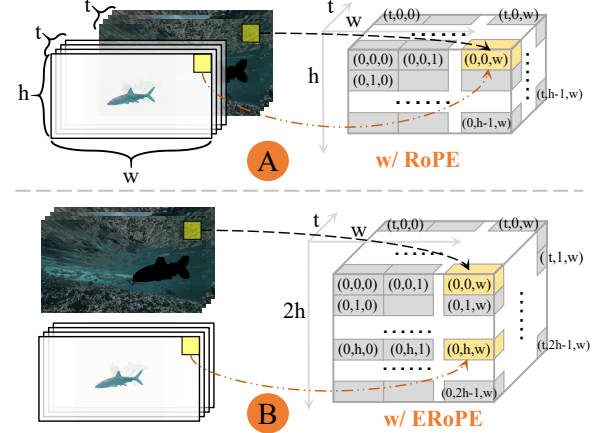 t
t
h
w
A
t
w
h
(t,0,0)
(t,0,w)
(0,0,0)
(0,0,1)
(0,0,w)
(0,1,0)
(t,h-1,w)
(0,h-1,w)
w/ RoPE
B
t
w
2h
(t,0,0)
(t,0,w)
(t,1,w)
(0,0,0)
(0,0,1)
(0,0,w)
(0,1,0)
(0,1,w)
(0,h,0)
(0,h,1)
(0,h,w)
(t,2h-1,w)
(0,2h-1,w)
w/ ERoPE